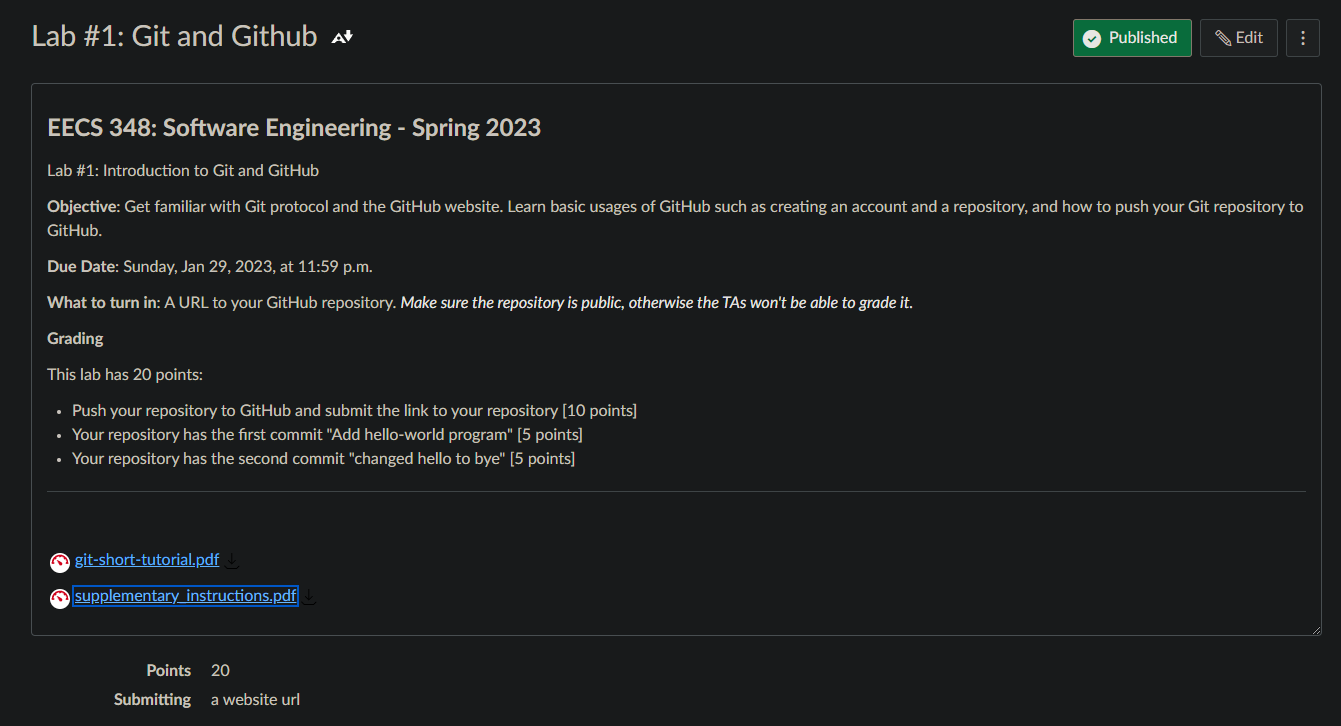 Lab #1: Git and Github
Published
Edit
EECS 348: Software Engineering - Spring 2023
Lab #1: Introduction to Git and GitHub
Objective: Get familiar with Git protocol and the GitHub website. Learn basic usages of GitHub such as creating an account and a repository, and how to push your Git repository to
GitHub.
Due Date: Sunday, Jan 29, 2023, at 11:59 p.m.
What to turn in: A URL to your GitHub repository. Make sure the repository is public, otherwise the TAs won't be able to grade it.
Grading
This lab has 20 points:
• Push your repository to GitHub and submit the link to your repository [10 points]
• Your repository has the first commit "Add hello-world program" [5 points]
• Your repository has the second commit "changed hello to bye" [5 points]
git-short-tutorial.pdf
supplementary_instructions.pdf
Points 20
Submitting a website url